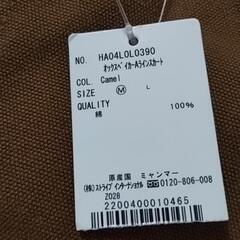 NO. HA04L0L0390
オックスベイカーAラインスカート
COL. Camel
SIZE Ⓜ L
QUALITY 100%
綿
原産国 ミャンマー
(株)ストライプ インターナショナル 0120-806-008
Z028
2200400010465